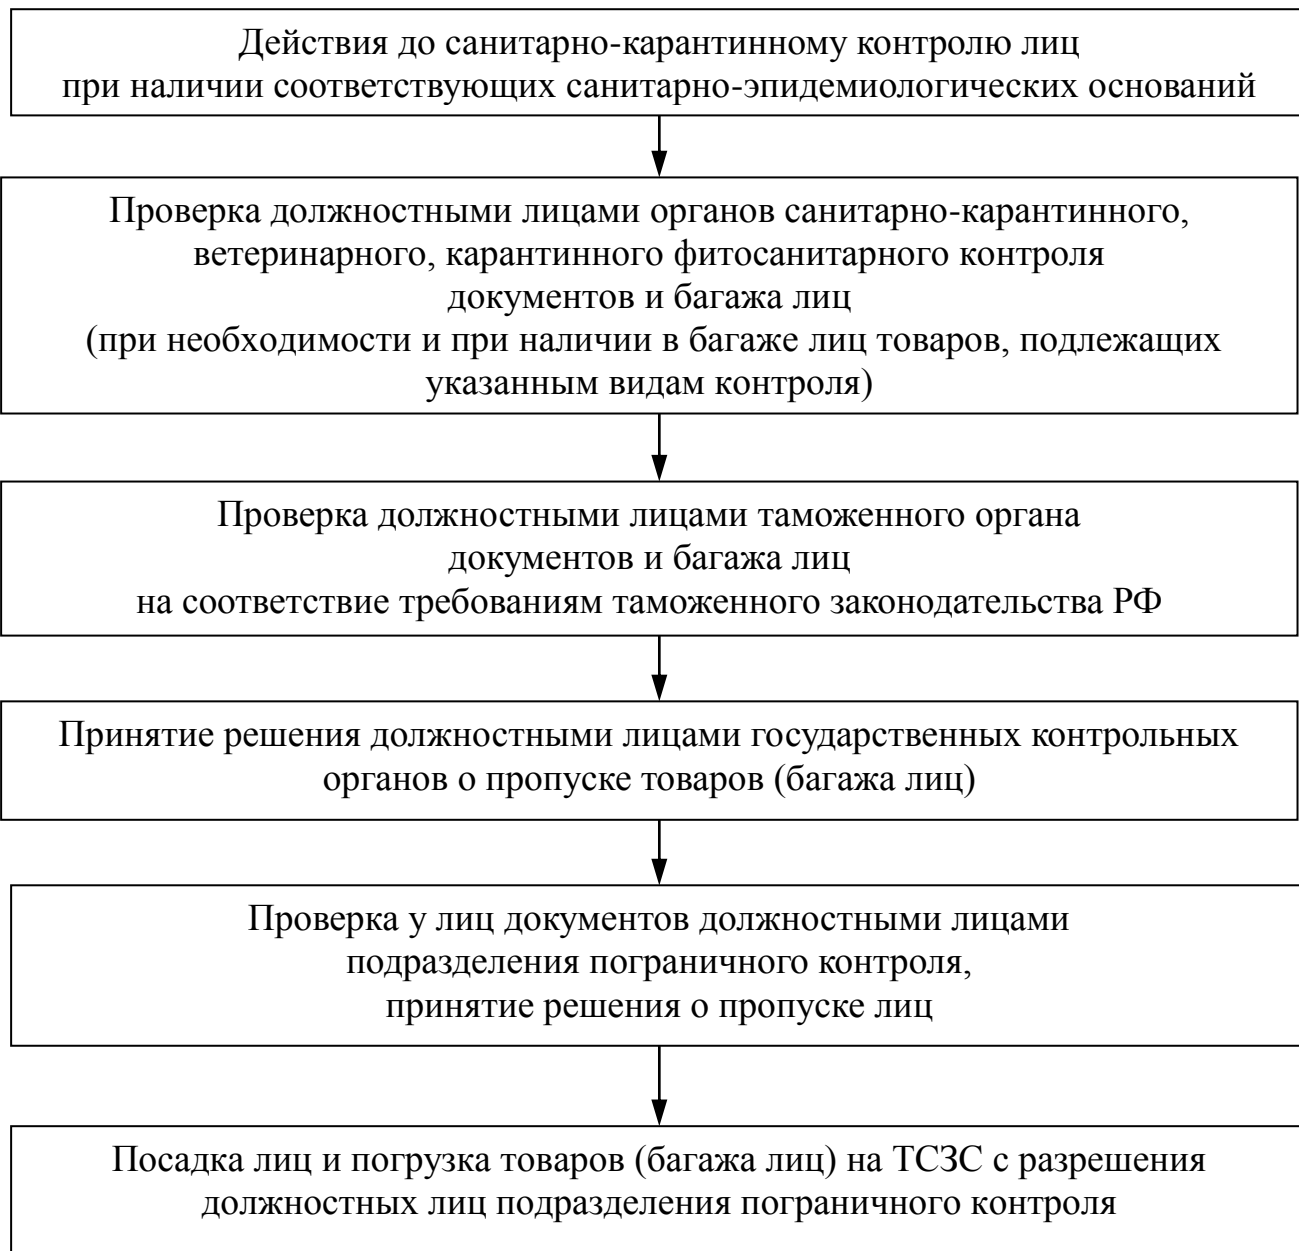 Действия до санитарно-карантинному контролю лиц
при наличии соответствующих санитарно-эпидемиологических оснований
Проверка должностными лицами органов санитарно-карантинного,
ветеринарного, карантинного фитосанитарного контроля
документов и багажа лиц
(при необходимости и при наличии в багаже лиц товаров, подлежащих
указанным видам контроля)
Проверка должностными лицами таможенного органа
документов и багажа лиц
на соответствие требованиям таможенного законодательства РФ
Принятие решения должностными лицами государственных контрольных
органов о пропуске товаров (багажа лиц)
Проверка у лиц документов должностными лицами
подразделения пограничного контроля,
принятие решения о пропуске лиц
Посадка лиц и погрузка товаров (багажа лиц) на ТСЗС с разрешения
должностных лиц подразделения пограничного контроля